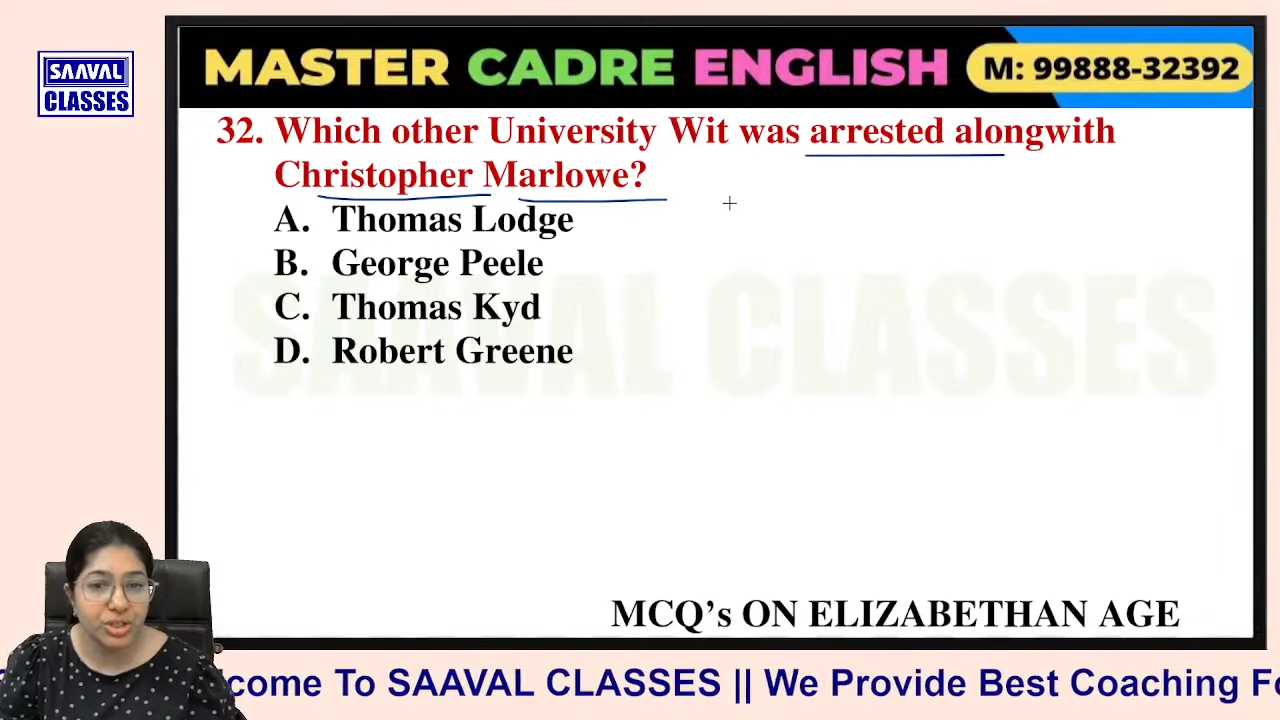 SAAVAL
CLASSES
MASTER CADRE ENGLISH
M: 99888-32392
32. Which other University Wit was arrested alongwith
Christopher Marlowe?
A. Thomas Lodge
B. George Peele
C. Thomas Kyd
D. Robert Greene
SAAVAL CLASSES
MCQ's ON ELIZABETHAN AGE
come To SAAVAL CLASSES || We Provide Best Coaching Fo